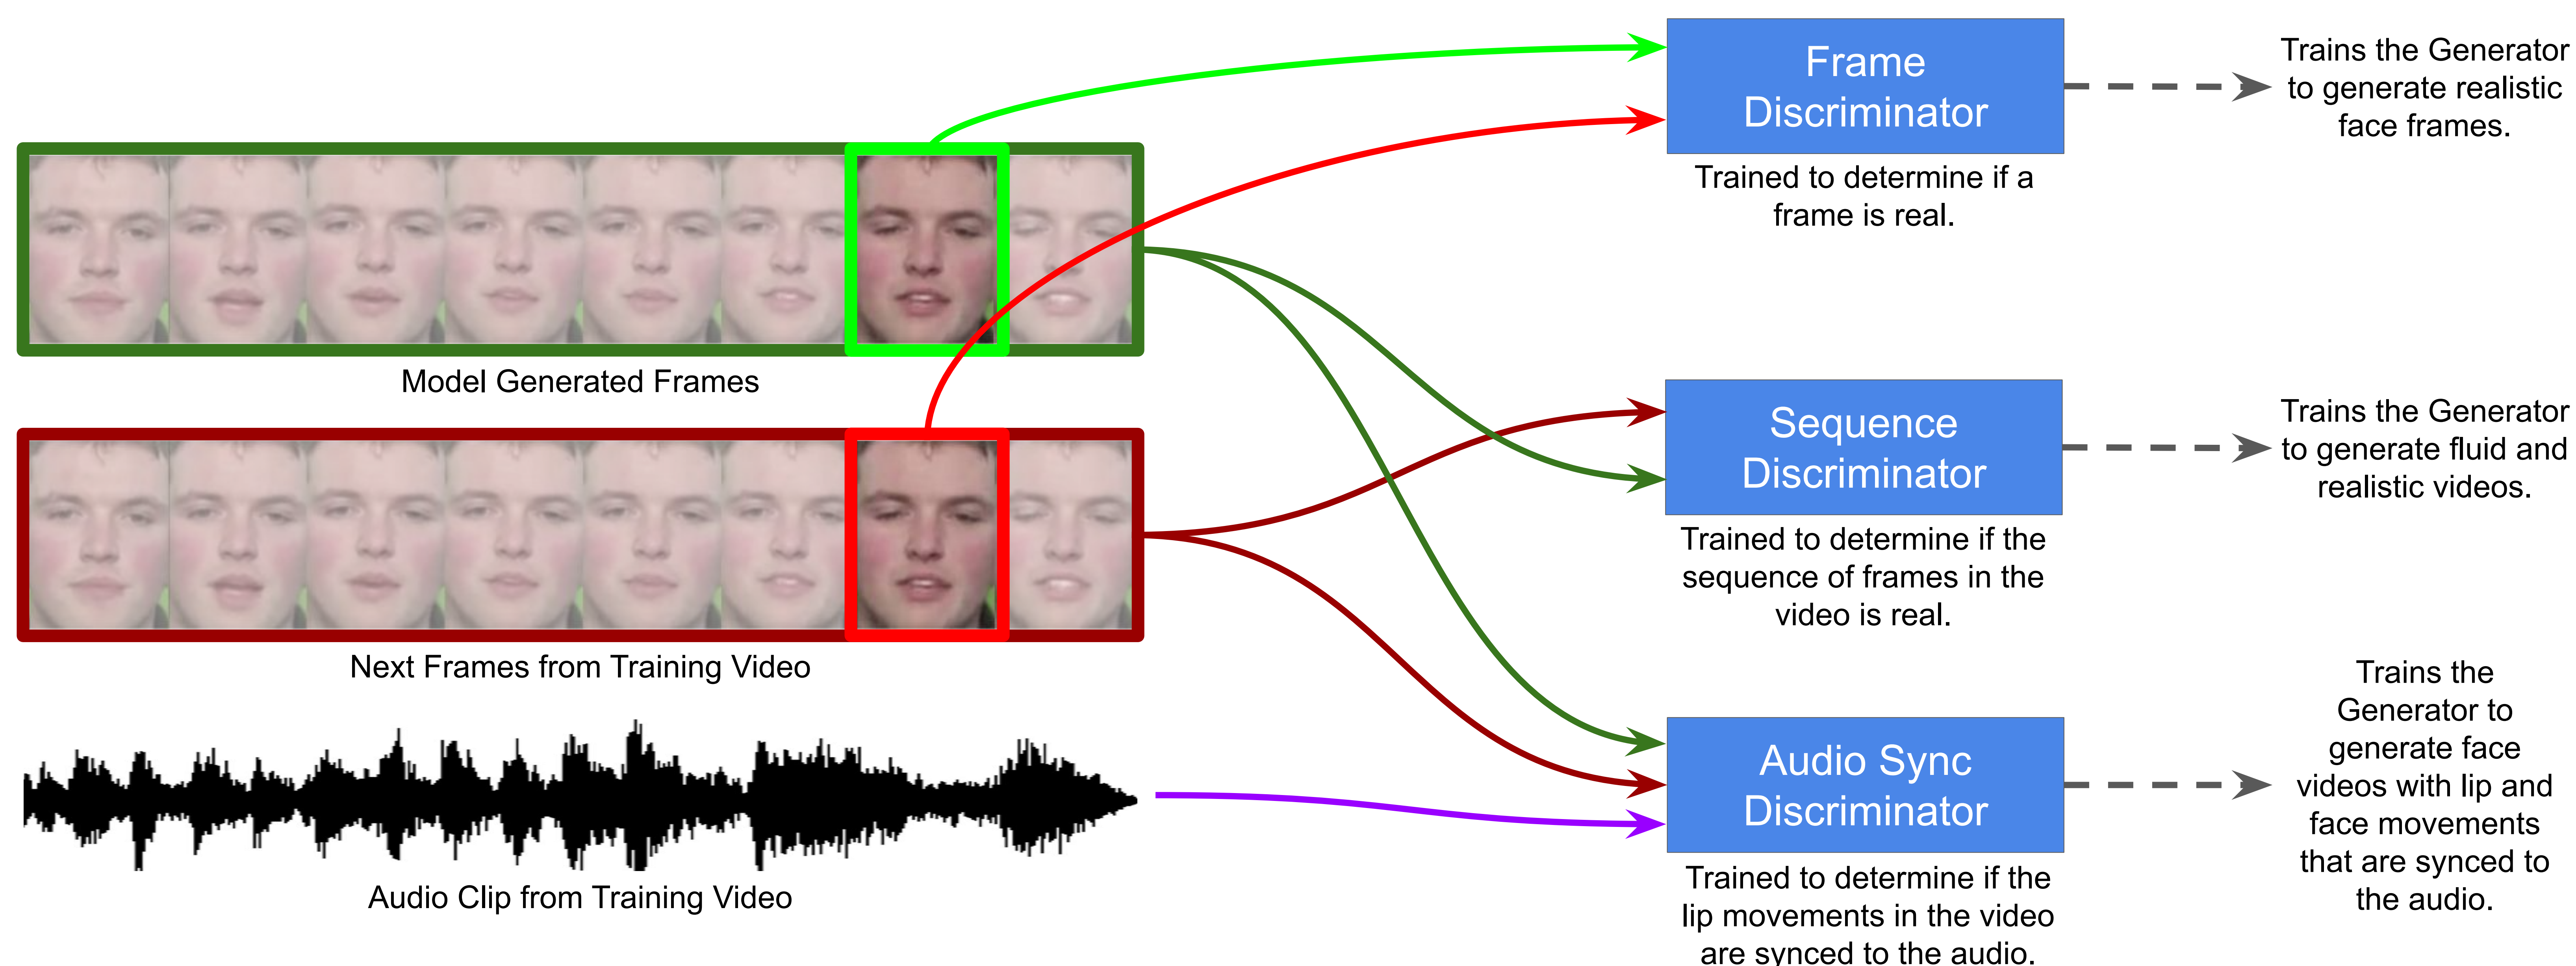 Frame
Discriminator
Trained to determine if a
frame is real.
Trains the Generator
to generate realistic
face frames.
Model Generated Frames
Sequence
Discriminator
Trained to determine if the
sequence of frames in the
video is real.
Trains the Generator
to generate fluid and
realistic videos.
Next Frames from Training Video
Audio Sync
Discriminator
Trained to determine if the
lip movements in the video
are synced to the audio.
Trains the
Generator to
generate face
videos with lip and
face movements
that are synced to
the audio.
Audio Clip from Training Video